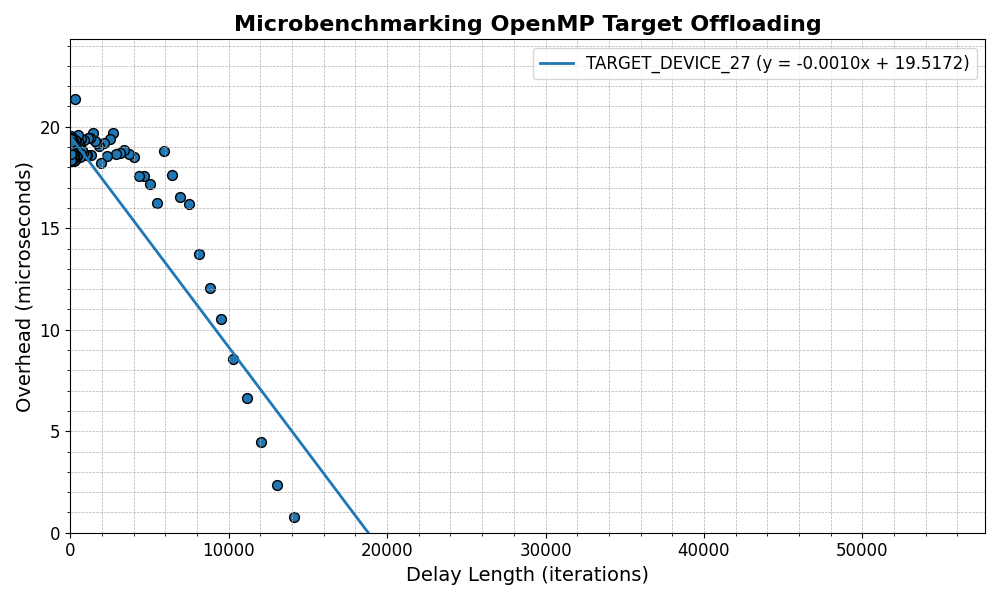 Microbenchmarking OpenMP Target Offloading
TARGET_DEVICE_27 (y = -0.0010x + 19.5172)
Overhead (microseconds)
20
15
10
5
0
0 10000 20000 30000 40000 50000
Delay Length (iterations)